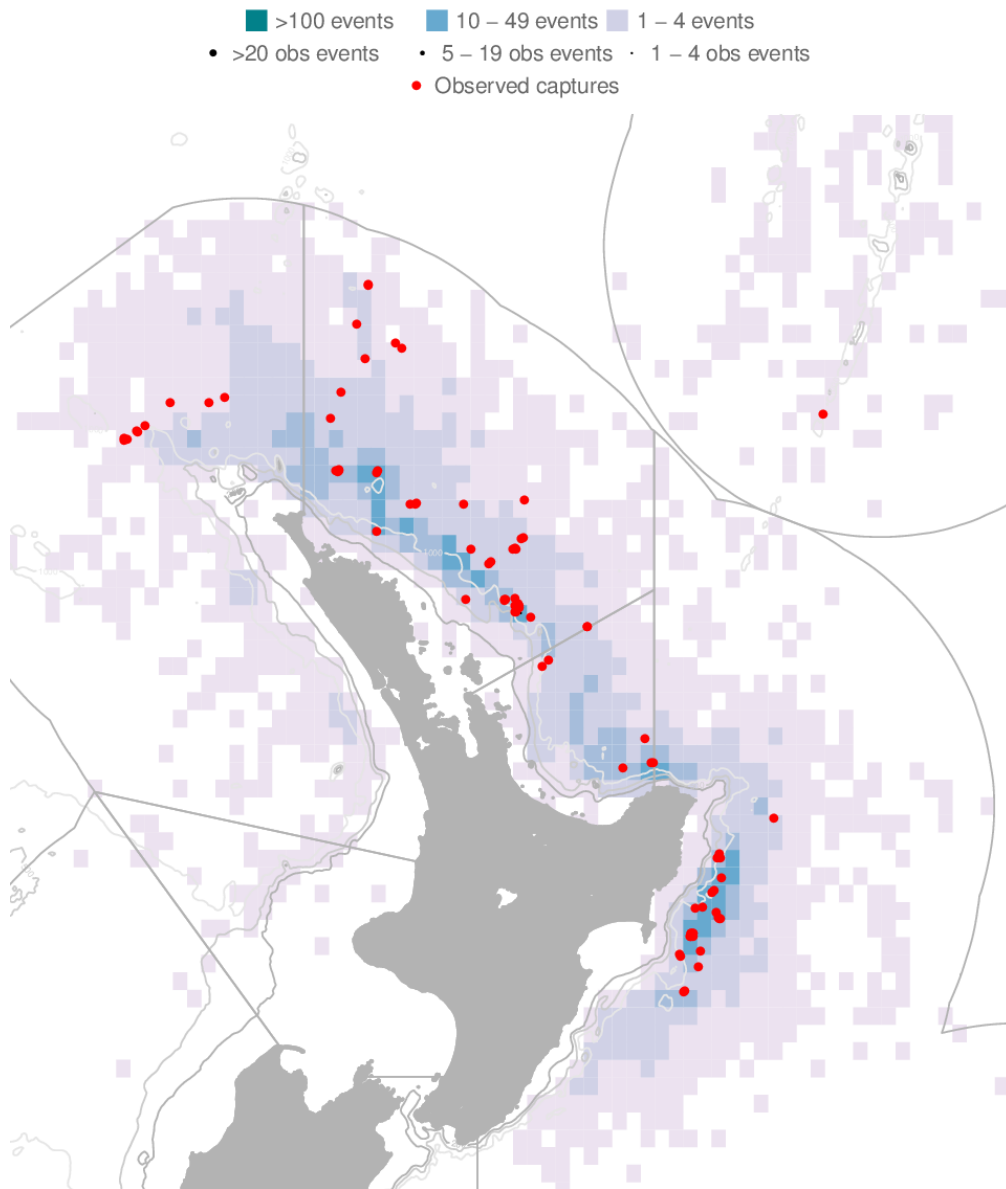 >100 events 10 – 49 events 1 – 4 events
>20 obs events 5 – 19 obs events 1 – 4 obs events
Observed captures
1000